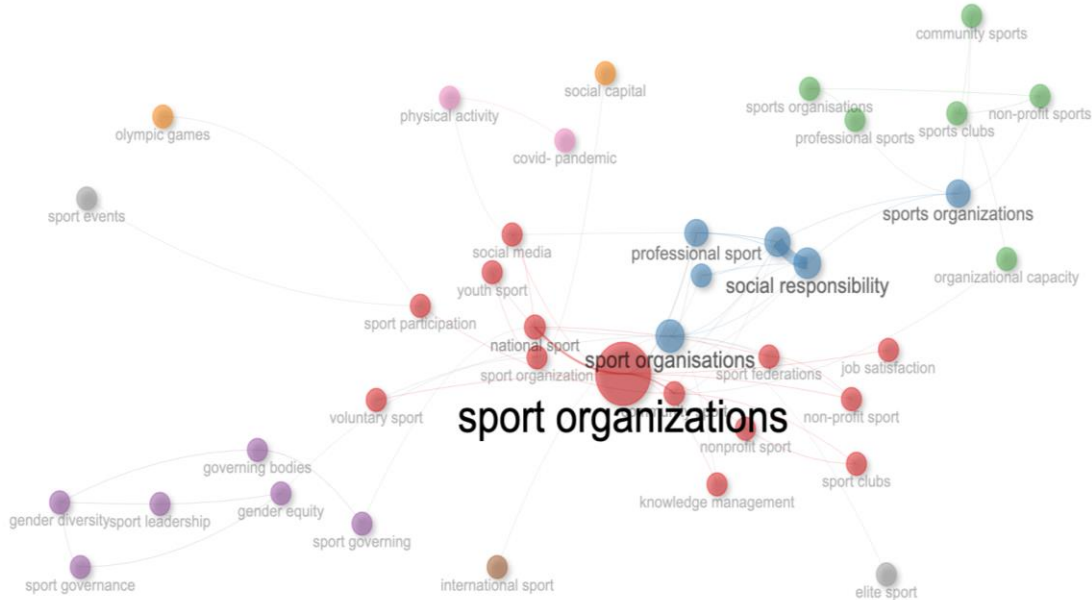 community sports
social capital
sports organisations
physical activity
non-profit sports
olympic games
professional sports
sports clubs
covid- pandemic
sport events
sports organizations
social media
professional sport
organizational capacity
youth sport
social responsibility
sport participation
national sport
sport organisations
job satisfaction
sport organization
sport federations
voluntary sport
sport organizations
non-profit sport
nonprofit sport
governing bodies
sport clubs
knowledge management
gender equity
gender diversity
sport leadership
sport governing
sport governance
international sport
elite sport